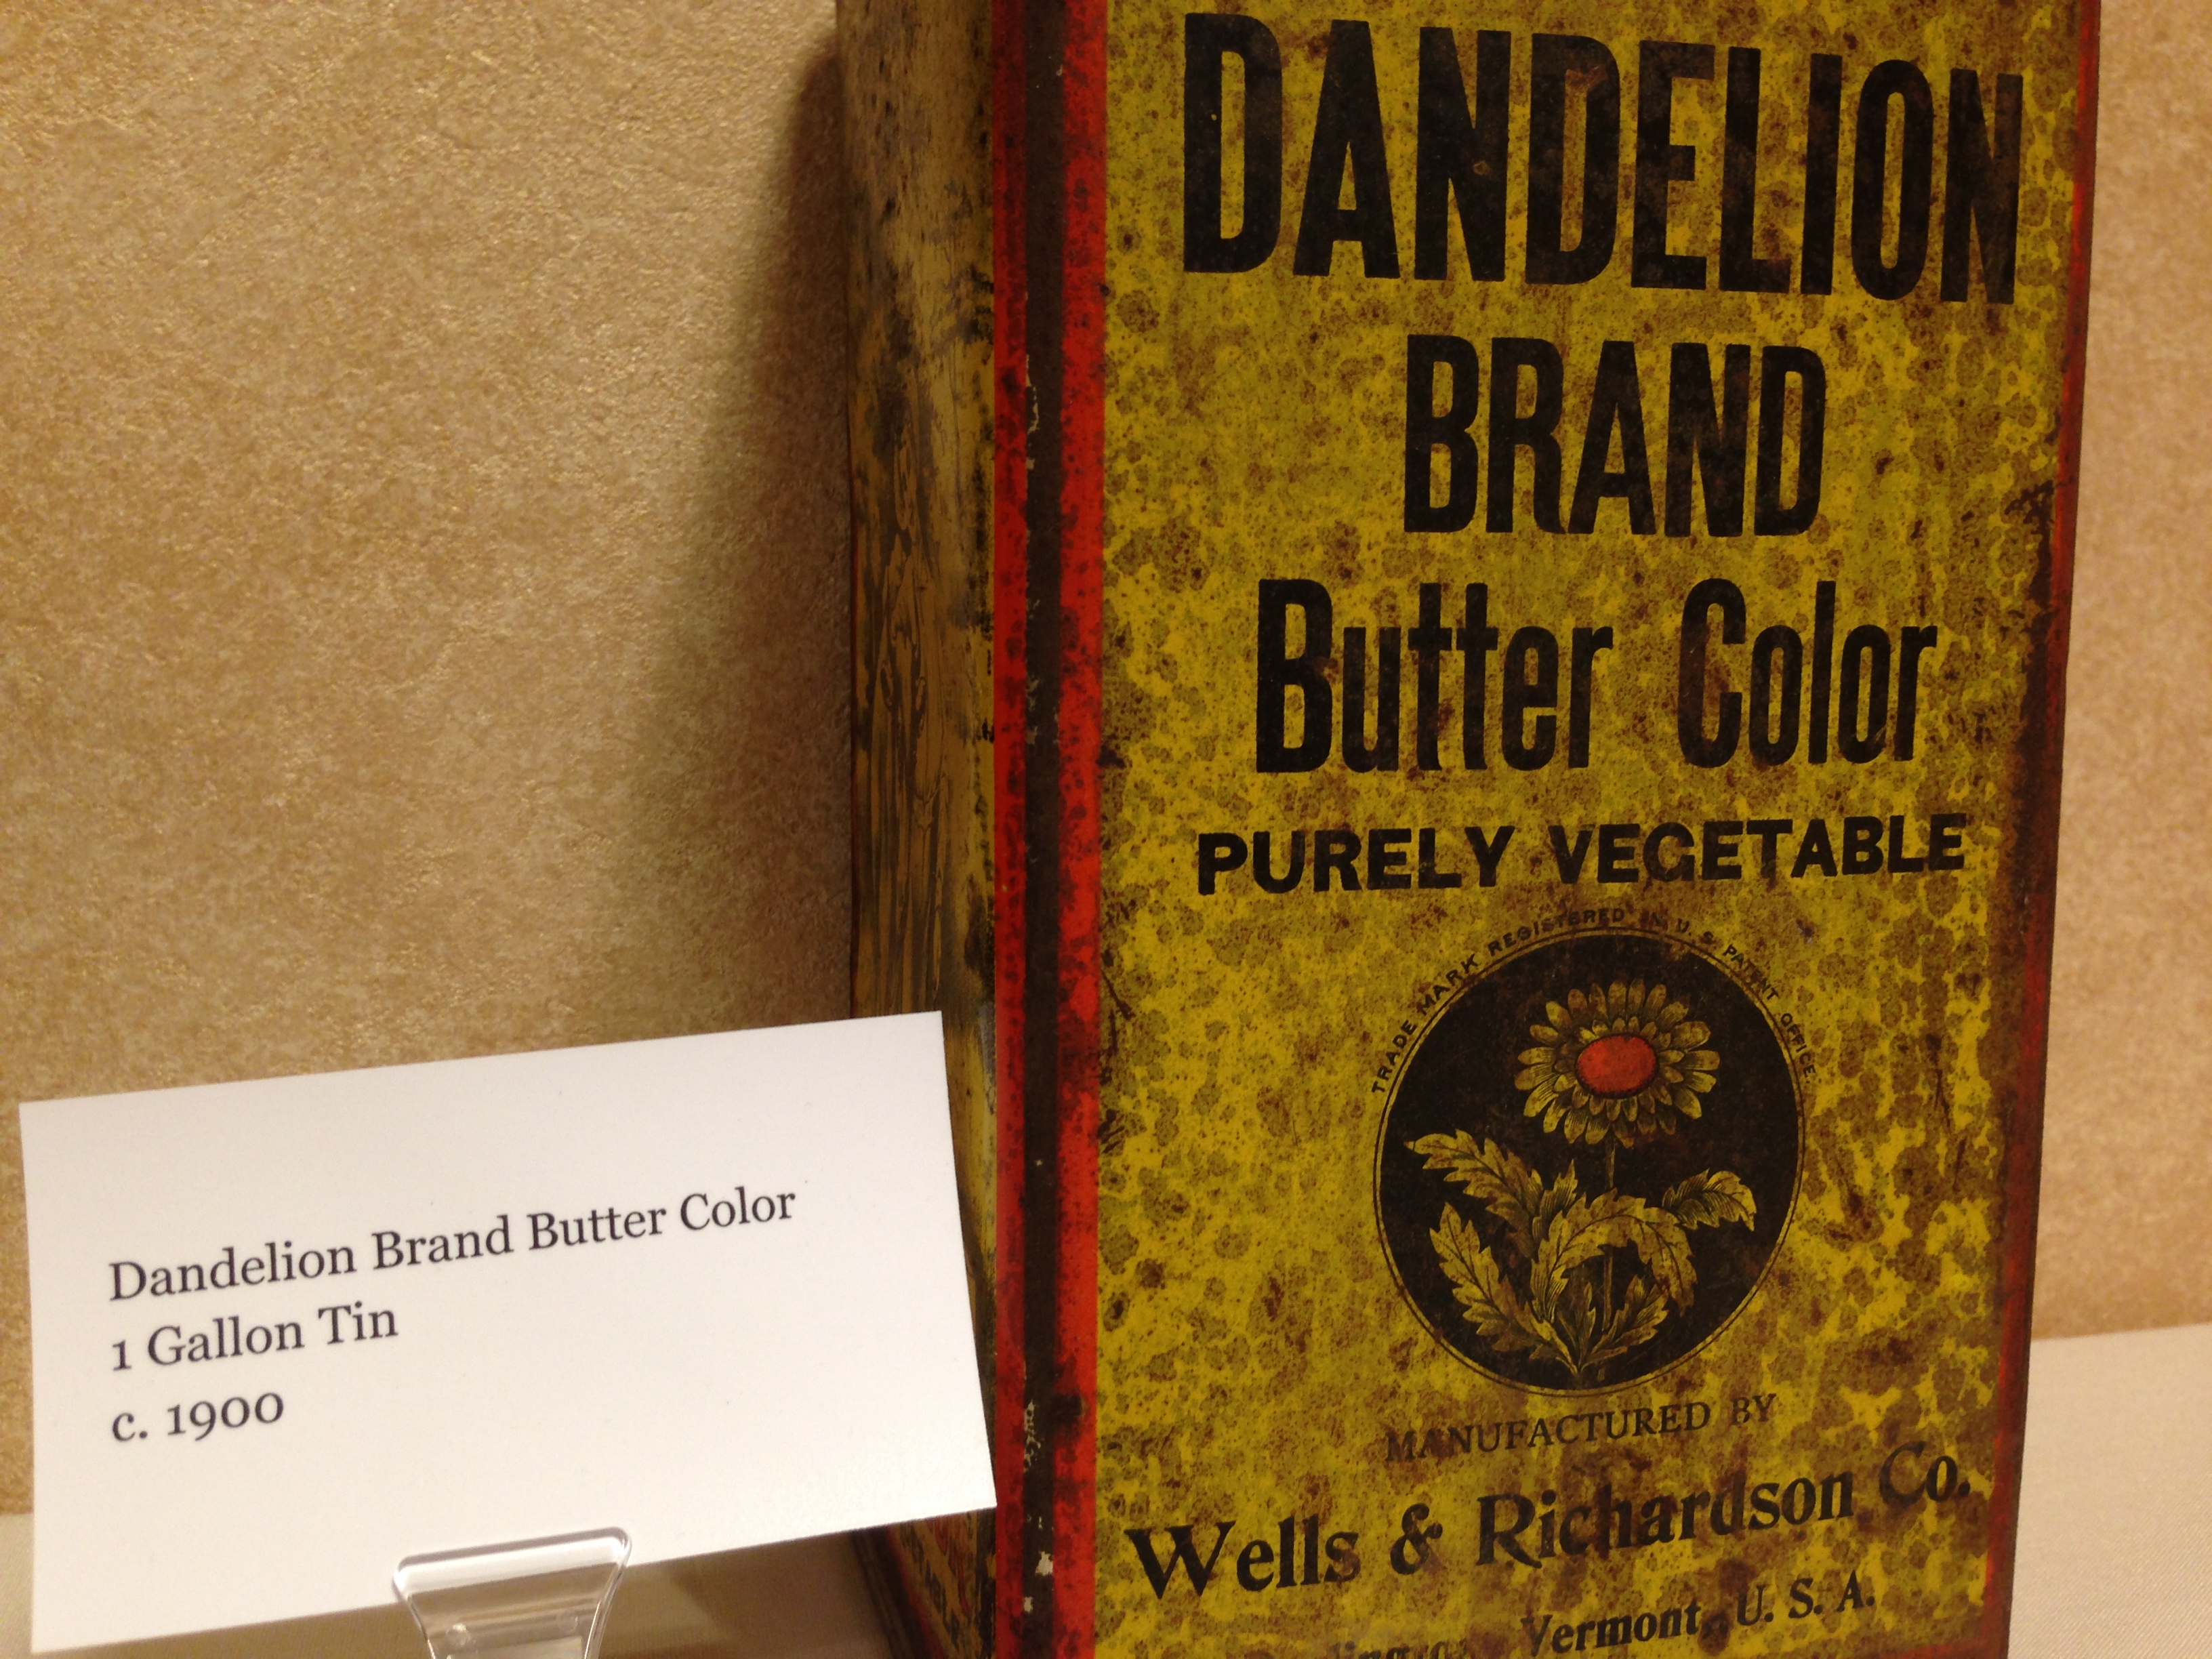 DANDELION
BRAND
Butter Color
PURELY VEGETABLE
TRADE MARK REGISTERED IN U. S. PATENT OFFICE.
MANUFACTURED BY
Wells & Richardson Co.
Vermont, U. S. A.
Dandelion Brand Butter Color
1 Gallon Tin
c. 1900